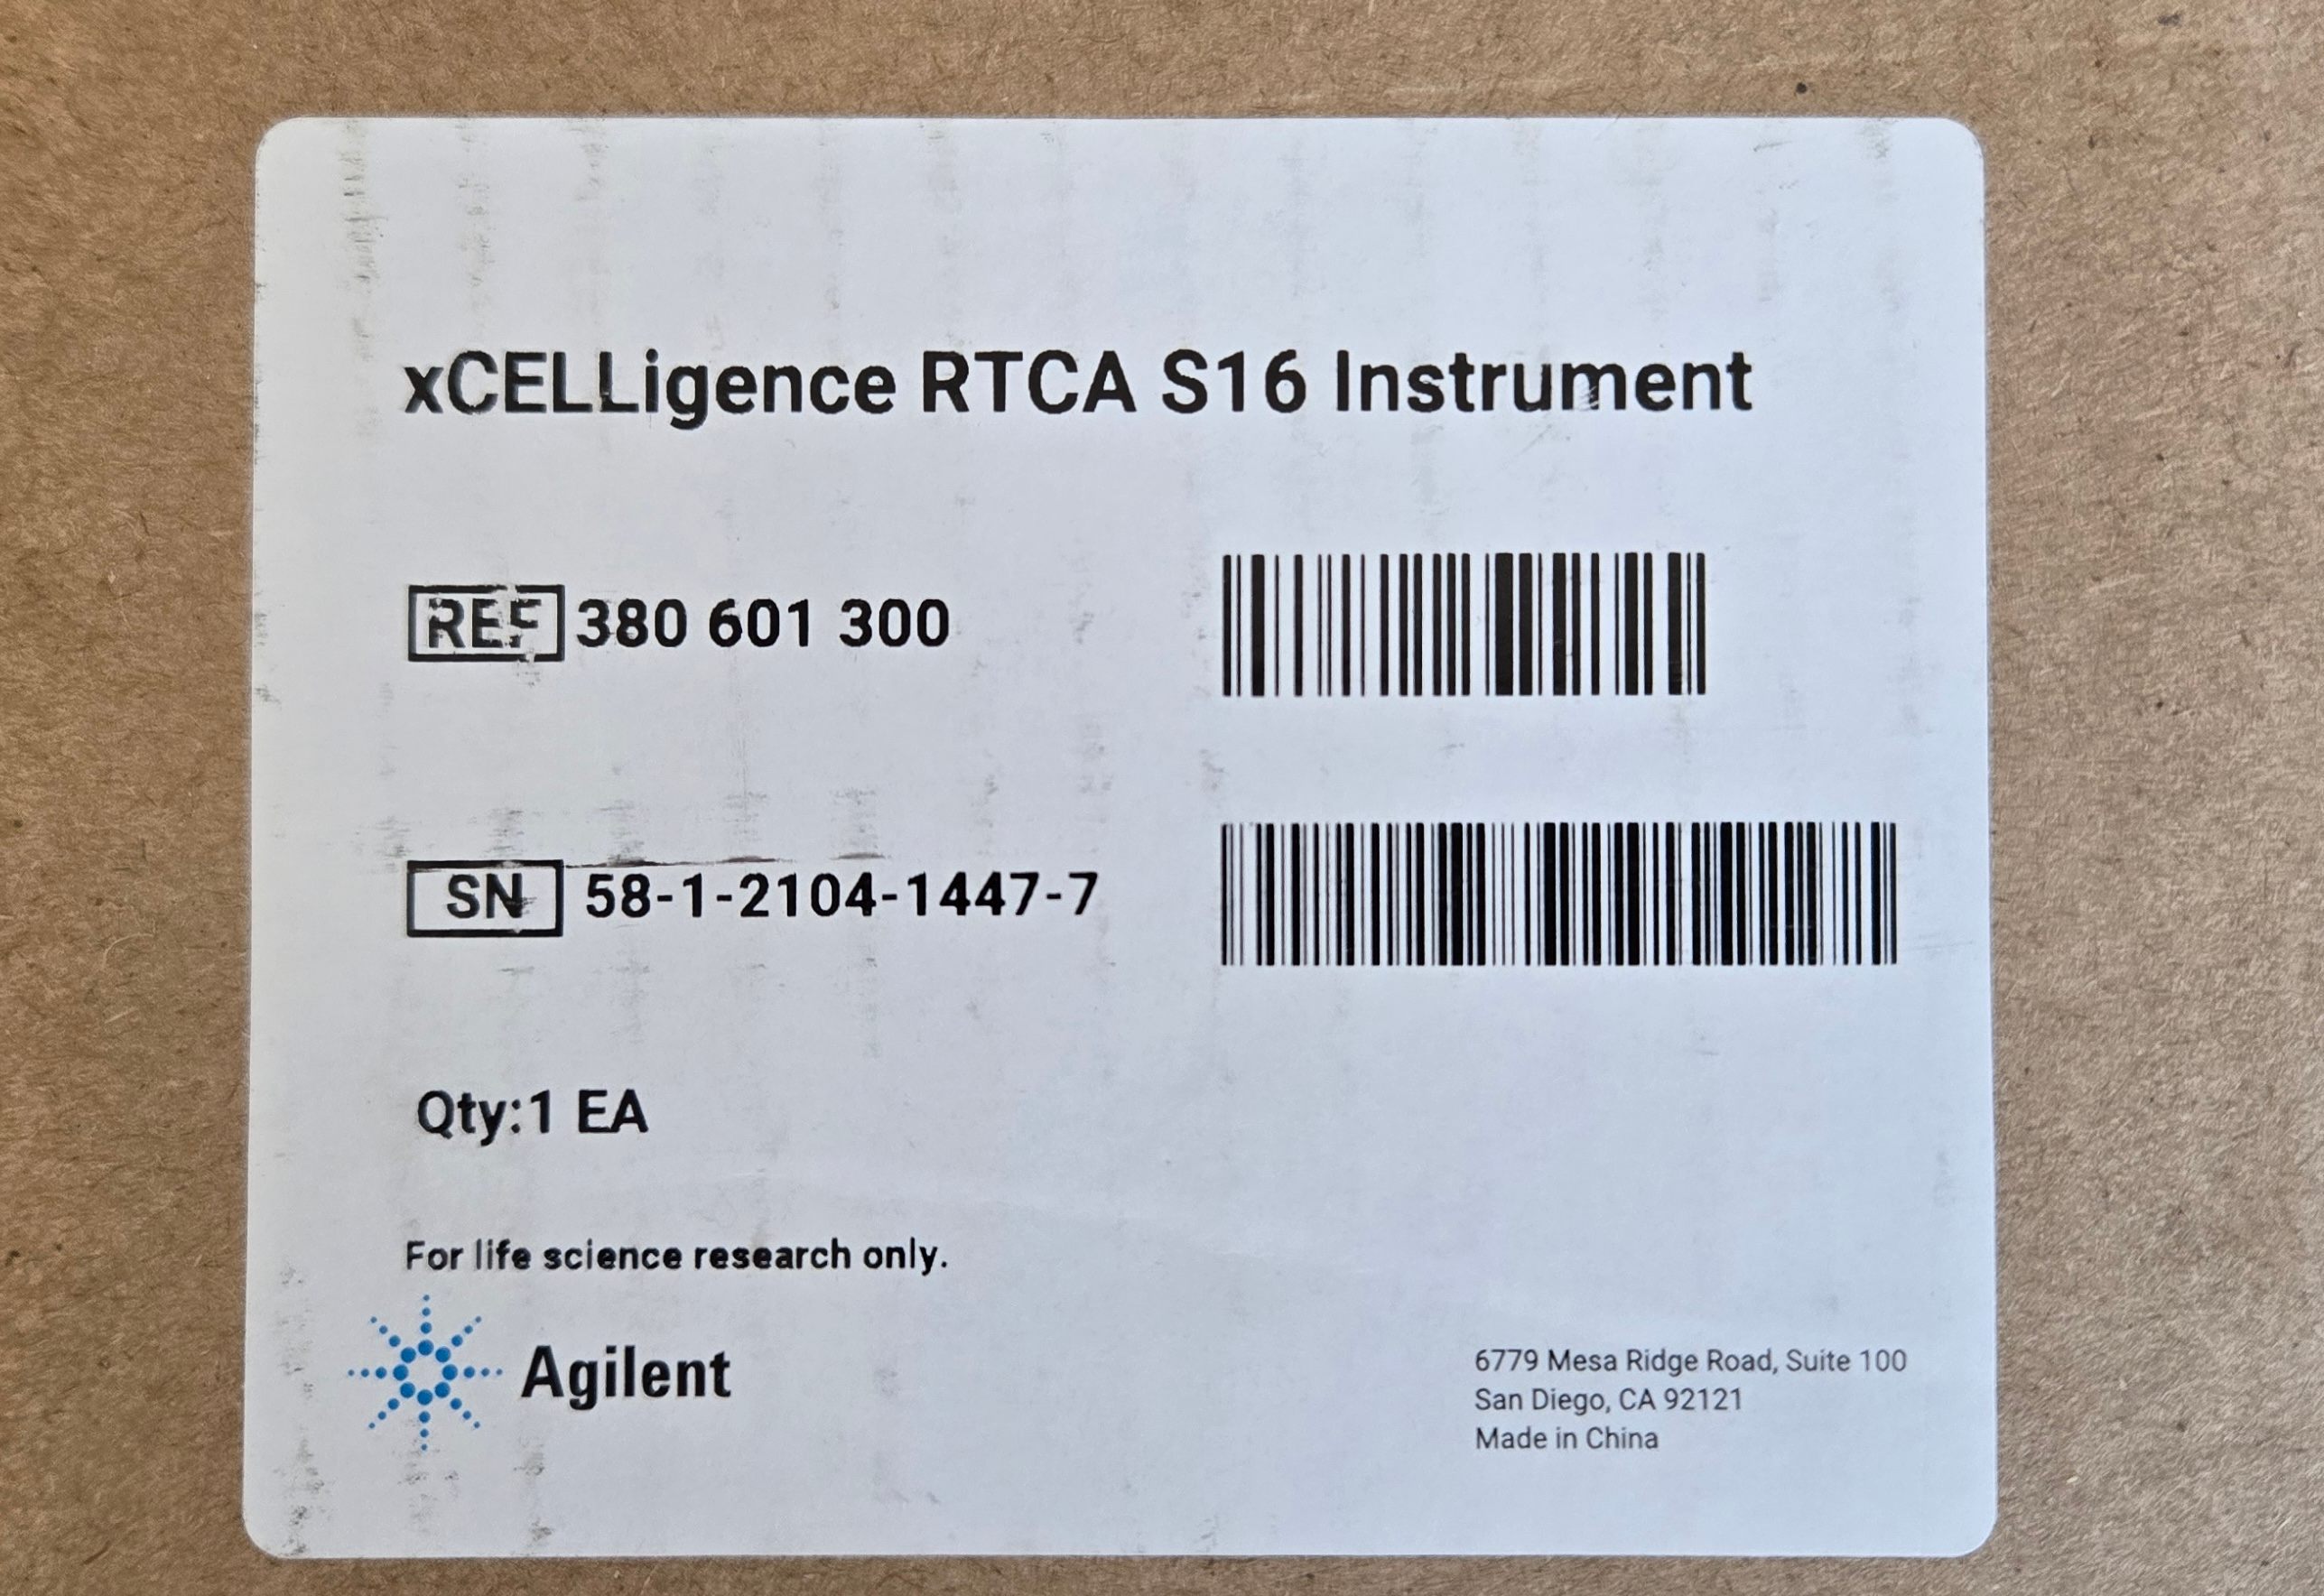 xCELLigence RTCA S16 Instrument
REF 380 601 300
SN 58-1-2104-1447-7
Qty:1 EA
For life science research only.
Agilent
6779 Mesa Ridge Road, Suite 100
San Diego, CA 92121
Made in China